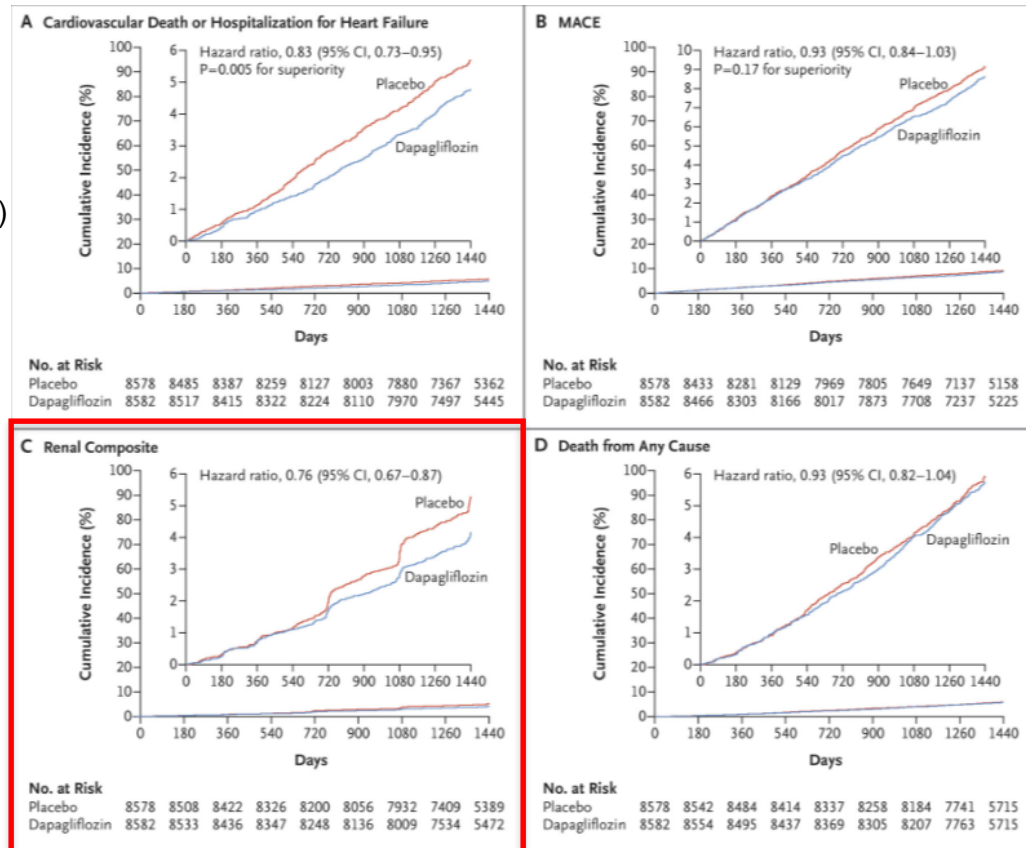 )
A Cardiovascular Death or Hospitalization for Heart Failure
Cumulative Incidence (%)
100
90
80
70
60
50
40
30
20
10
0
6
5
4
3
2
1
0
Hazard ratio, 0.83 (95% CI, 0.73–0.95)
P=0.005 for superiority
Placebo
Dapagliflozin
0 180 360 540 720 900 1080 1260 1440
0 180 360 540 720 900 1080 1260 1440
Days
No. at Risk
Placebo 8578 8485 8387 8259 8127 8003 7880 7367 5362
Dapagliflozin 8582 8517 8415 8322 8224 8110 7970 7497 5445
B MACE
Cumulative Incidence (%)
100
90
80
70
60
50
40
30
20
10
0
10
9
8
7
6
5
4
3
2
1
0
Hazard ratio, 0.93 (95% CI, 0.84–1.03)
P=0.17 for superiority
Placebo
Dapagliflozin
0 180 360 540 720 900 1080 1260 1440
0 180 360 540 720 900 1080 1260 1440
Days
No. at Risk
Placebo 8578 8433 8281 8129 7969 7805 7649 7137 5158
Dapagliflozin 8582 8466 8303 8166 8017 7873 7708 7237 5225
C Renal Composite
Cumulative Incidence (%)
100
90
80
70
60
50
40
30
20
10
0
6
5
4
3
2
1
0
Hazard ratio, 0.76 (95% CI, 0.67–0.87)
Placebo
Dapagliflozin
0 180 360 540 720 900 1080 1260 1440
0 180 360 540 720 900 1080 1260 1440
Days
No. at Risk
Placebo 8578 8508 8422 8326 8200 8056 7932 7409 5389
Dapagliflozin 8582 8533 8436 8347 8248 8136 8009 7534 5472
D Death from Any Cause
Cumulative Incidence (%)
100
90
80
70
60
50
40
30
20
10
0
6
5
4
3
2
1
0
Hazard ratio, 0.93 (95% CI, 0.82–1.04)
Placebo
Dapagliflozin
0 180 360 540 720 900 1080 1260 1440
0 180 360 540 720 900 1080 1260 1440
Days
No. at Risk
Placebo 8578 8542 8484 8414 8337 8258 8184 7741 5715
Dapagliflozin 8582 8554 8495 8437 8369 8305 8207 7763 5715